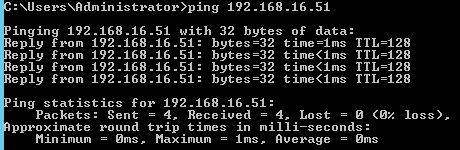 C:\Users\Administrator>ping 192.168.16.51
Pinging 192.168.16.51 with 32 bytes of data:
Reply from 192.168.16.51: bytes=32 time=1ms TTL=128
Reply from 192.168.16.51: bytes=32 time<1ms TTL=128
Reply from 192.168.16.51: bytes=32 time<1ms TTL=128
Reply from 192.168.16.51: bytes=32 time<1ms TTL=128
Ping statistics for 192.168.16.51:
Packets: Sent = 4, Received = 4, Lost = 0 (0% loss),
Approximate round trip times in milli-seconds:
Minimum = 0ms, Maximum = 1ms, Average = 0ms